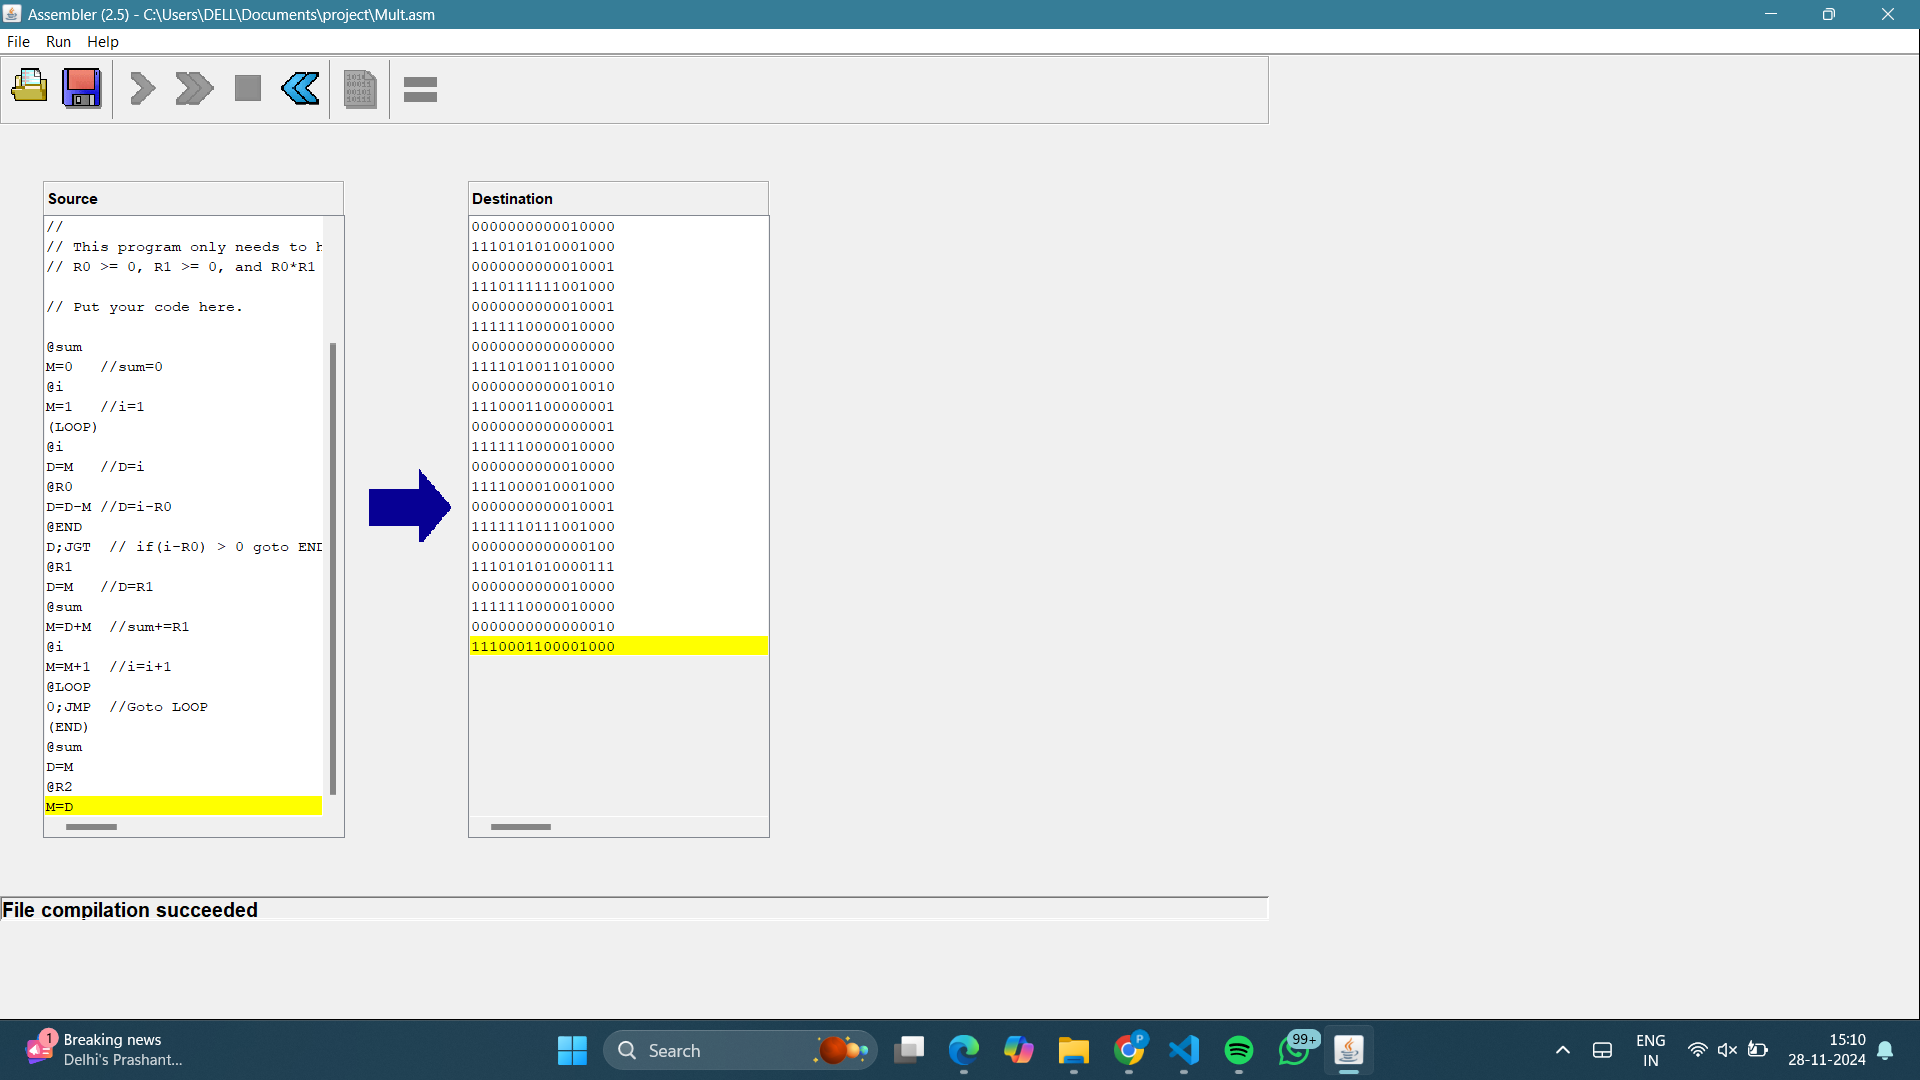 Assembler (2.5) - C:\Users\DELL\Documents\project\Mult.asm
File Run Help
Source
//
// This program only needs to h
// R0 >= 0, R1 >= 0, and R0*R1
// Put your code here.
@sum
M=0 //sum=0
@i
M=1 //i=1
(LOOP)
@i
D=M //D=i
@R0
D=D-M //D=i-R0
@END
D;JGT // if(i-R0) > 0 goto END
@R1
D=M //D=R1
@sum
M=D+M //sum+=R1
@i
M=M+1 //i=i+1
@LOOP
0;JMP //Goto LOOP
(END)
@sum
D=M
@R2
M=D
Destination
0000000000010000
1110101010001000
0000000000010001
1110111111001000
0000000000010001
1111110000010000
0000000000000000
1111010011010000
0000000000010010
1110001100000001
0000000000000001
1111110000010000
0000000000010000
1111000010001000
0000000000010001
1111110111001000
0000000000000100
1110101010000111
0000000000010000
1111110000010000
0000000000000010
1110001100001000
File compilation succeeded
1
Breaking news
Delhi's Prashant...
Search
P
99+
ENG
IN
15:10
28-11-2024